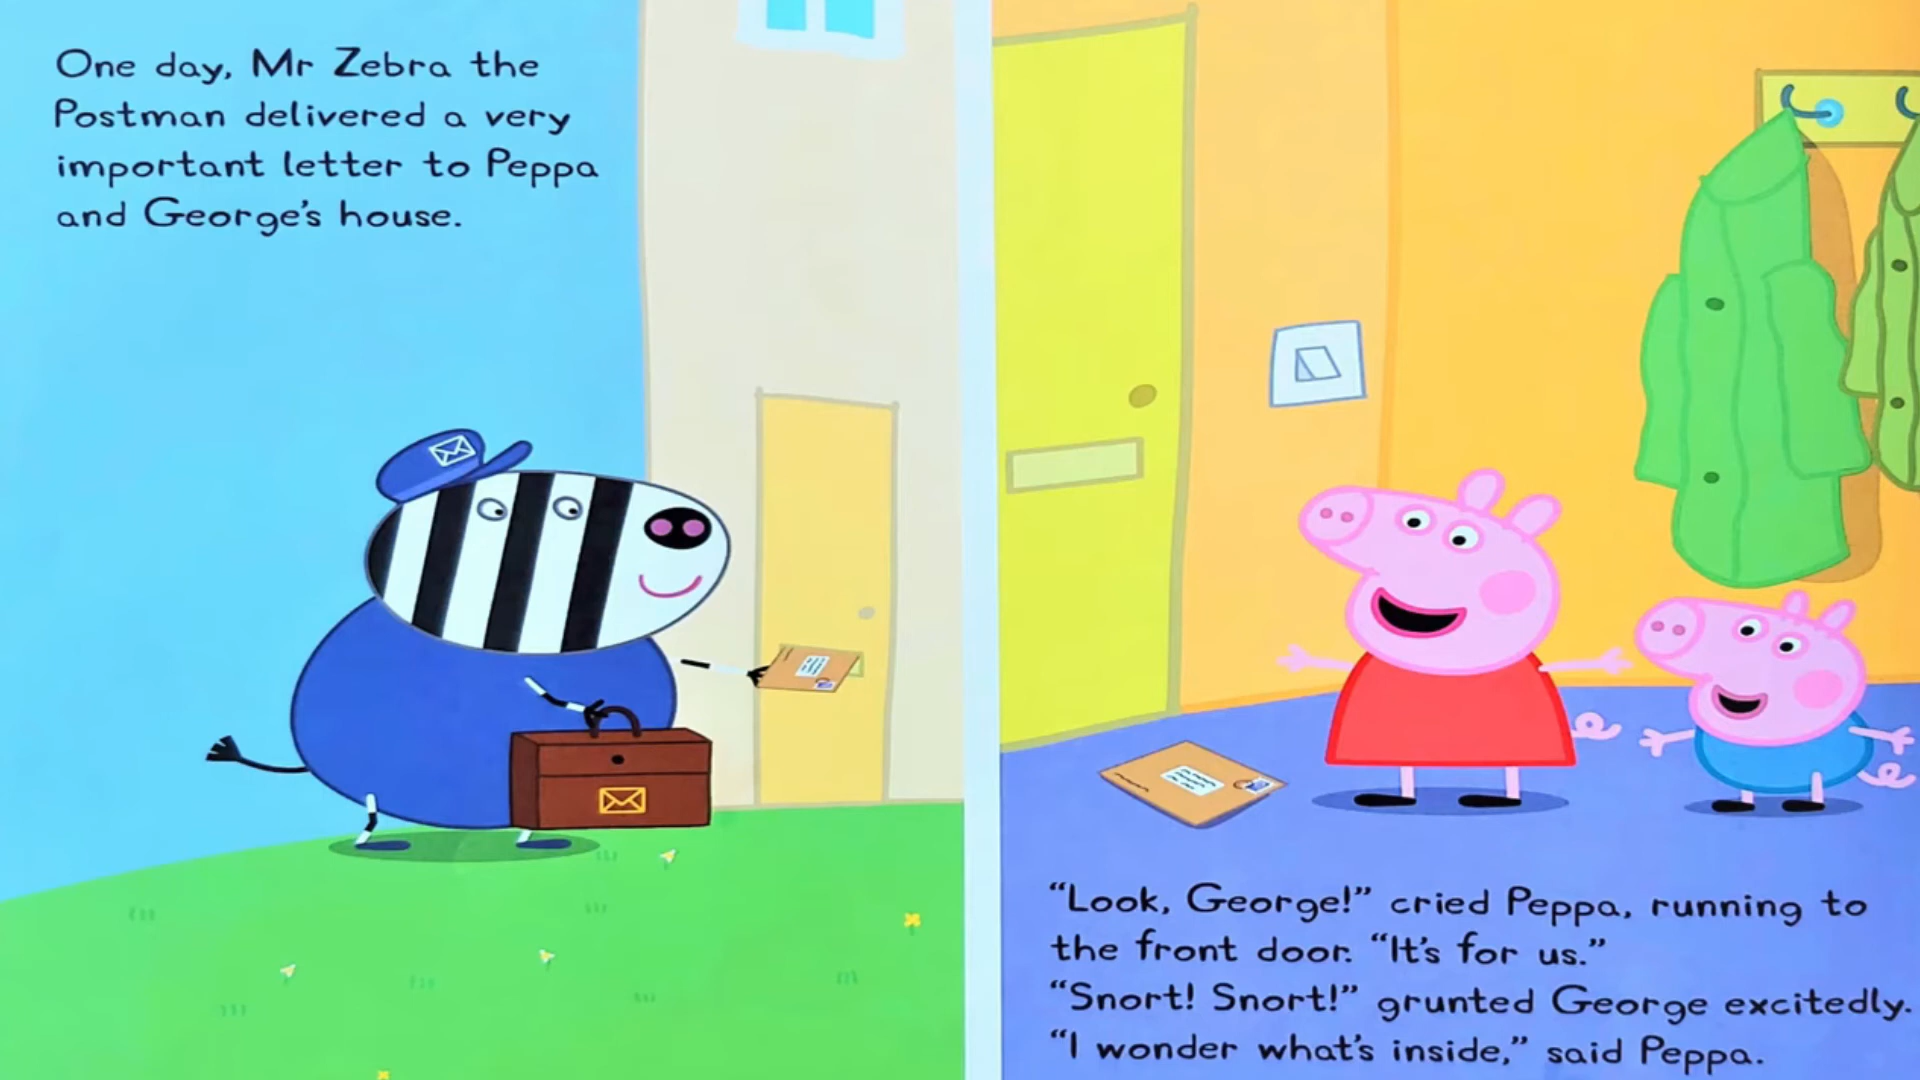 One day, Mr Zebra the
Postman delivered a very
important letter to Peppa
and George's house.
“Look, George!” cried Peppa, running to
the front door. “It's for us.”
“Snort! Snort!” grunted George excitedly.
“I wonder what's inside,” said Peppa.